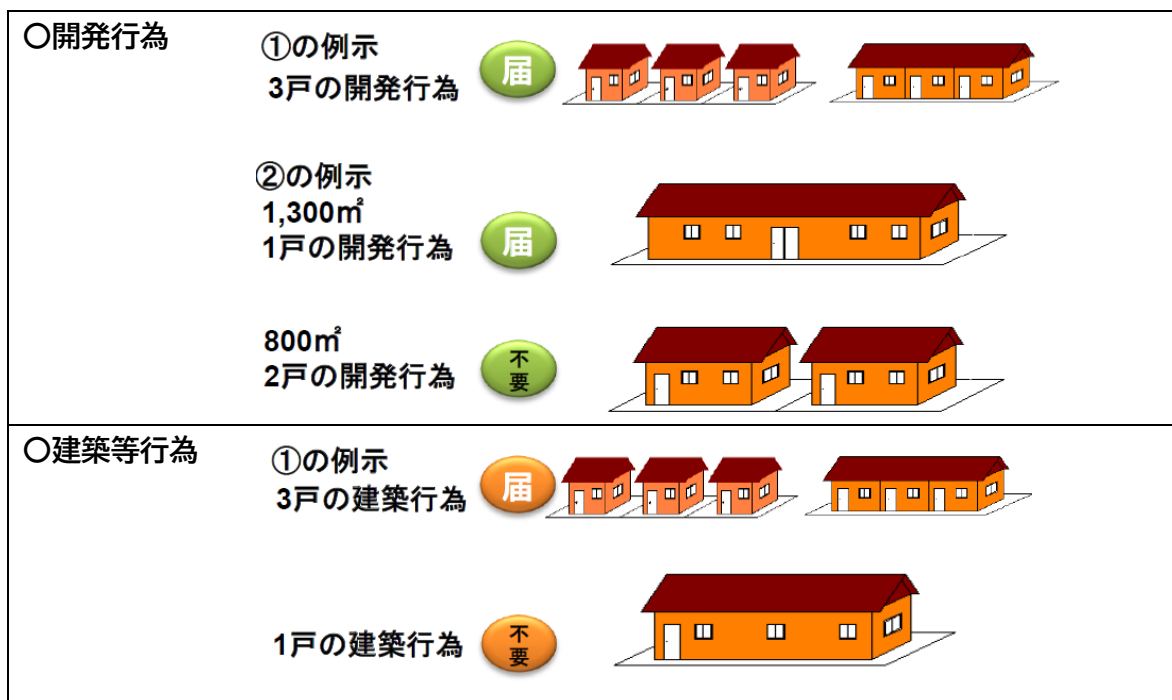 〇開発行為
①の例示
3戸の開発行為
届
②の例示
1,300㎡
1戸の開発行為
届
800㎡
2戸の開発行為
不
要
〇建築等行為
①の例示
3戸の建築行為
届
1戸の建築行為
不
要